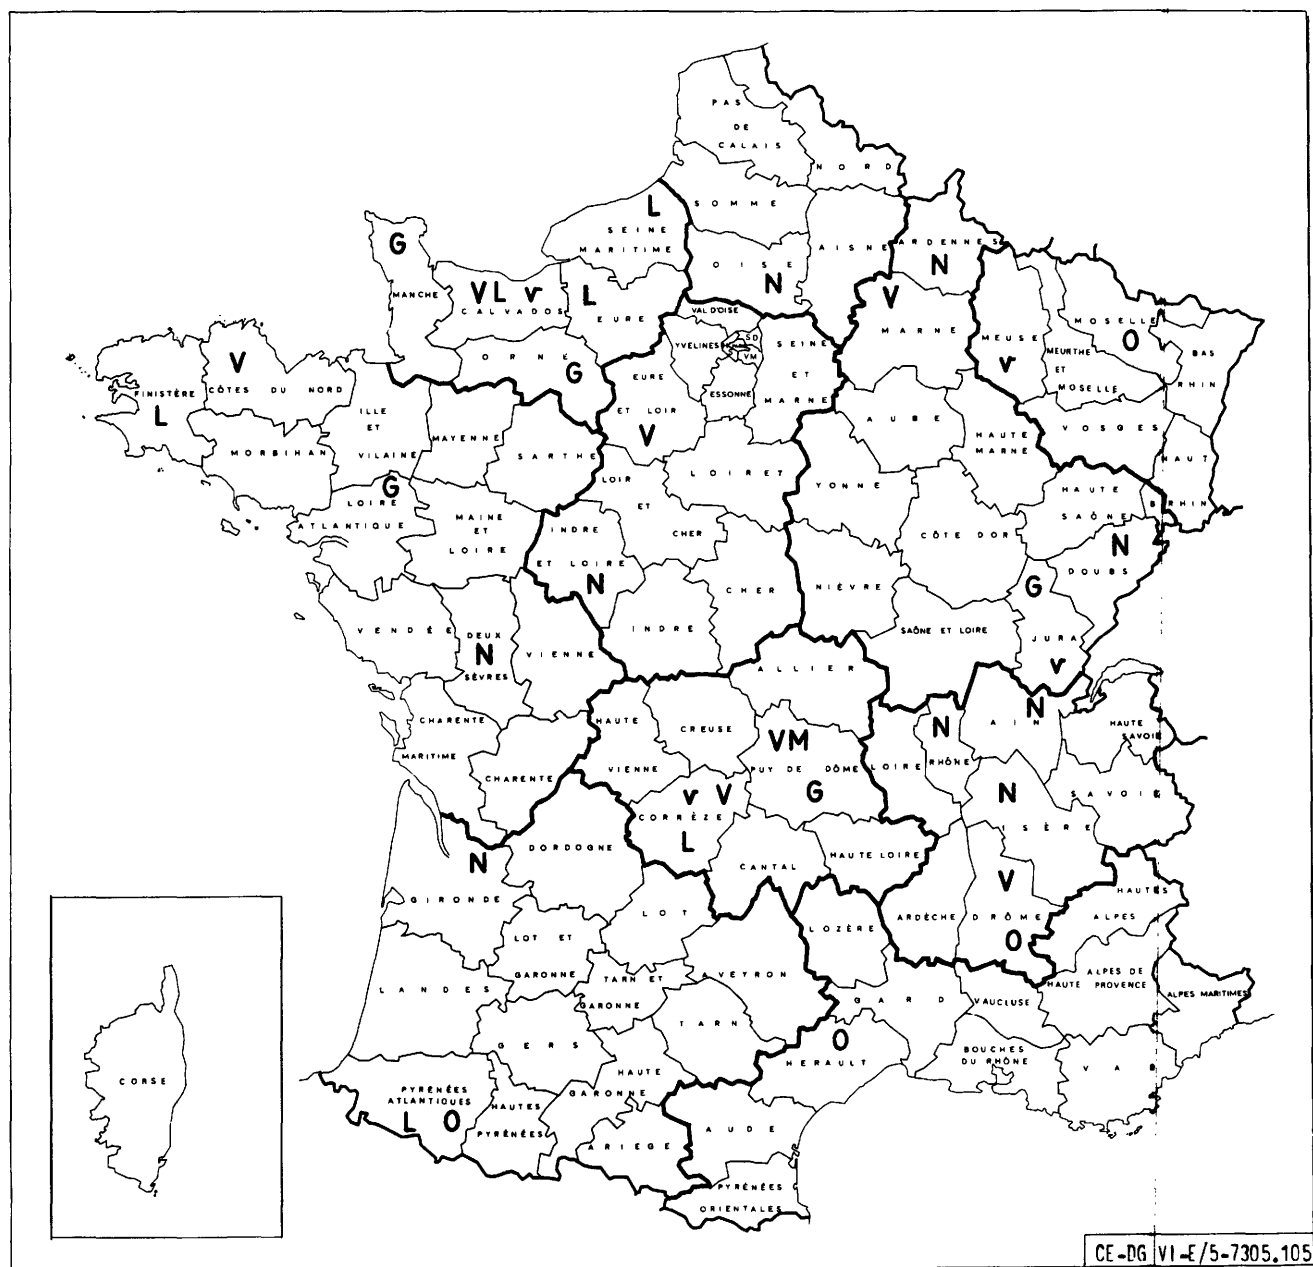 PAS
DE
CALAIS
NORD
L
SOMME
SEINE
MARITIME
AISNE
ARDENNES
G
OISE
N
N
MANCHE
VL v
CALVADOS
L
EURE
VAL D'OISE
V
MARNE
MEUSE
v
MOSELLE
O
MEURTHE
ET
MOSELLE
BAS
RHIN
YVELINES
SD
VM
SEINE
ET
MARNE
ESSONNE
ORNE
G
EURE
ET LOIR
V
FINISTÈRE
L
V
CÔTES DU NORD
ILLE
ET
VILAINE
MORBIHAN
MAYENNE
SARTHE
AUBE
HAUTE
MARNE
VOSGES
HAUT
RHIN
LOIRET
YONNE
LOIR
ET
CHER
HAUTE
SAÔNE
B
G
LOIRE
ATLANTIQUE
MAINE
ET
LOIRE
INDRE
ET LOIRE
N
CÔTE D'OR
N
DOUBS
CHER
NIÈVRE
G
JURA
v
VENDÉE
DEUX
N
SÈVRES
VIENNE
INDRE
SAÔNE ET LOIRE
ALLIER
CHARENTE
MARITIME
CHARENTE
HAUTE
VIENNE
CREUSE
VM
PUY DE DÔME
G
LOIRE
N
RHÔNE
N
AIN
HAUTE
SAVOIE
SAVOIE
v V
CORRÈZE
L
N
ISÈRE
N
GIRONDE
DORDOGNE
CANTAL
HAUTE LOIRE
V
DRÔME
O
ARDÈCHE
HAUTES
ALPES
LOT
LOZÈRE
LOT ET
GARONNE
TARN ET
GARONNE
AVEYRON
LANDES
GARD
VAUCLUSE
ALPES DE
HAUTE PROVENCE
ALPES MARITIMES
GERS
TARN
O
HERAULT
BOUCHES
DU RHÔNE
VAR
CORSE
PYRÉNÉES
ATLANTIQUES
L O
HAUTES
PYRÉNÉES
HAUTE
GARONNE
ARIEGE
AUDE
PYRÉNÉES
ORIENTALES
CE-DG VI-E/5-7305.105